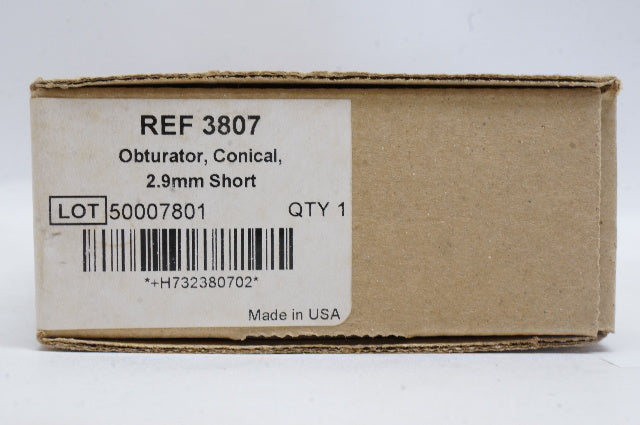 REF 3807
Obturator, Conical,
2.9mm Short
LOT 50007801 QTY 1
*+H732380702*
Made in USA